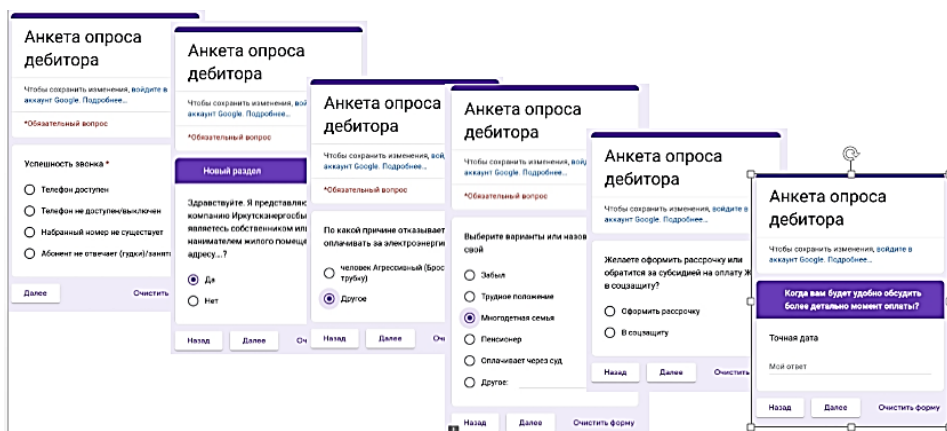 Анкета опроса
дебитора
Чтобы сохранить изменения, войдите в
аккаунт Google. Подробнее...
*Обязательный вопрос
Успешность звонка *
Телефон доступен
Телефон не доступен/выключен
Набранный номер не существует
Абонент не отвечает (гудки)/занят
Далее
Очистить
Анкета опроса
дебитора
Чтобы сохранить изменения, вой
аккаунт Google. Подробнее...
*Обязательный вопрос
Новый раздел
Здравствуйте. Я представляю
компанию Иркутскэнергосбы
являетесь собственником или
нанимателем жилого помеще
адресу...?
Да
Нет
Назад
Далее
Оч
Анкета опроса
дебитора
Чтобы сохранить изменения, вой
аккаунт Google. Подробнее...
*Обязательный вопрос
По какой причине отказывает
оплачивать за электроэнерги
человек Агрессивный (Брос
трубку)
Другое
Назад
Далее
Очи
Анкета опроса
дебитора
Чтобы сохранить изменения, войд
аккаунт Google. Подробнее...
*Обязательный вопрос
Выберите варианты или назов
свой
Забыл
Трудное положение
Многодетная семья
Пенсионер
Оплачивает через суд
Другое:
Назад
Далее
Очистить форму
Анкета опроса
дебитора
Чтобы сохранить изменения, войдите в
аккаунт Google. Подробнее...
Желаете оформить рассрочку или
обратится за субсидией на оплату Ж
в соцзащиту?
Оформить рассрочку
В соцзащиту
Назад
Далее
Очистить
Анкета опроса
дебитора
Чтобы сохранить изменения, войдите в
аккаунт Google. Подробнее...
Когда вам будет удобно обсудить
более детально момент оплаты?
Точная дата
Мой ответ
Назад
Далее
Очистить форму